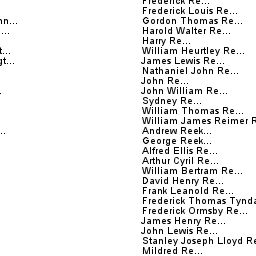 Frederick Re...
Frederick Louis Re...
nn... Gordon Thomas Re...
... Harold Walter Re...
Harry Re...
t... William Heurtley Re...
gt... James Lewis Re...
Nathaniel John Re...
John Re...
. John William Re...
Sydney Re...
William Thomas Re...
William James Reimer R
.. Andrew Reek...
George Reek...
Alfred Ellis Re...
Arthur Cyril Re...
William Bertram Re...
David Henry Re...
Frank Leanold Re...
Frederick Thomas Tynda
Frederick Ormsby Re...
James Henry Re...
John Lewis Re...
Stanley Joseph Lloyd Re
Mildred Re...